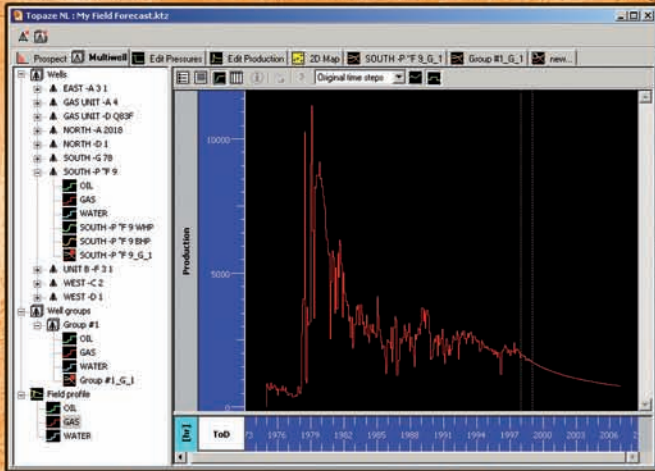 Topaze NL : My Field Forecast.ktz
Prospect Multiwell Edit Pressures Edit Production 2D Map SOUTH -P "F 9_G_1 Group #1_G_1 new...
Original time steps
Wells
EAST -A 3 1
GAS UNIT -A 4
GAS UNIT -D Q83F
NORTH -A 2018
NORTH -D 1
SOUTH -G 78
SOUTH -P "F 9
OIL
GAS
WATER
SOUTH -P "F 9 WHP
SOUTH -P "F 9 BHP
SOUTH -P "F 9_G_1
UNIT B -F 3 1
WEST -C 2
WEST -D 1
Well groups
Group #1
OIL
GAS
WATER
Group #1_G_1
Field profile
OIL
GAS
WATER
Production
10000
5000
0
[hr]
ToD
73 1976 1979 1982 1985 1988 1991 1994 1997 2000 2003 2006